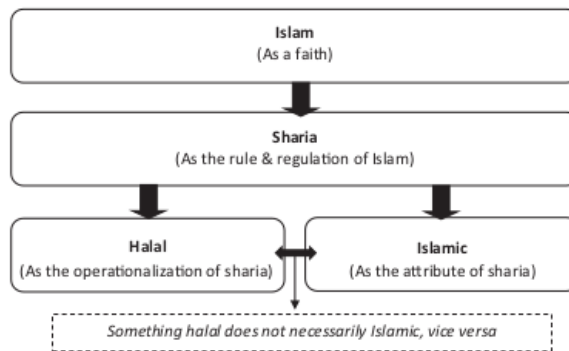 Islam
(As a faith)
Sharia
(As the rule & regulation of Islam)
Halal
(As the operationalization of sharia)
Islamic
(As the attribute of sharia)
Something halal does not necessarily Islamic, vice versa